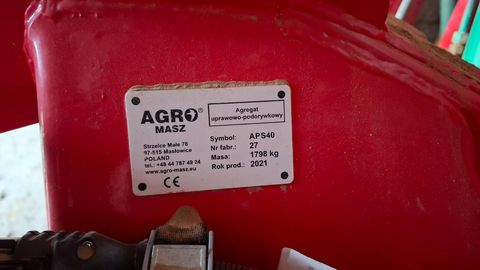 AGRO®
MASZ
Strzelce Małe 78
97-515 Masłowice
POLAND
tel.: +48 44 787 49 24
www.agro-masz.eu
CE
Agregat
uprawowo-podorywkowy
Symbol: APS40
Nr fabr.: 27
Masa: 1798 kg
Rok prod.: 2021